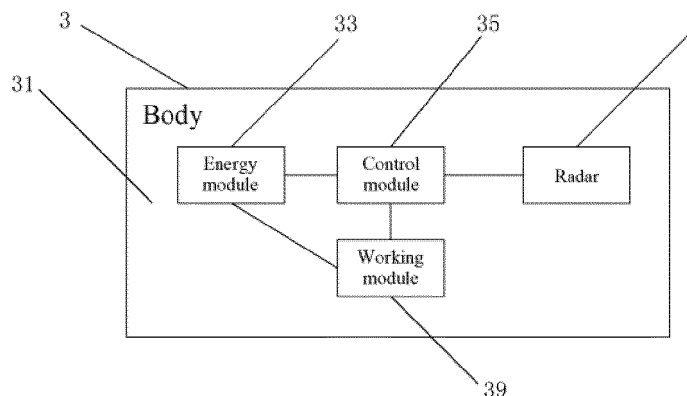 3
33
35
31
Body
Energy
module
Control
module
Radar
Working
module
39